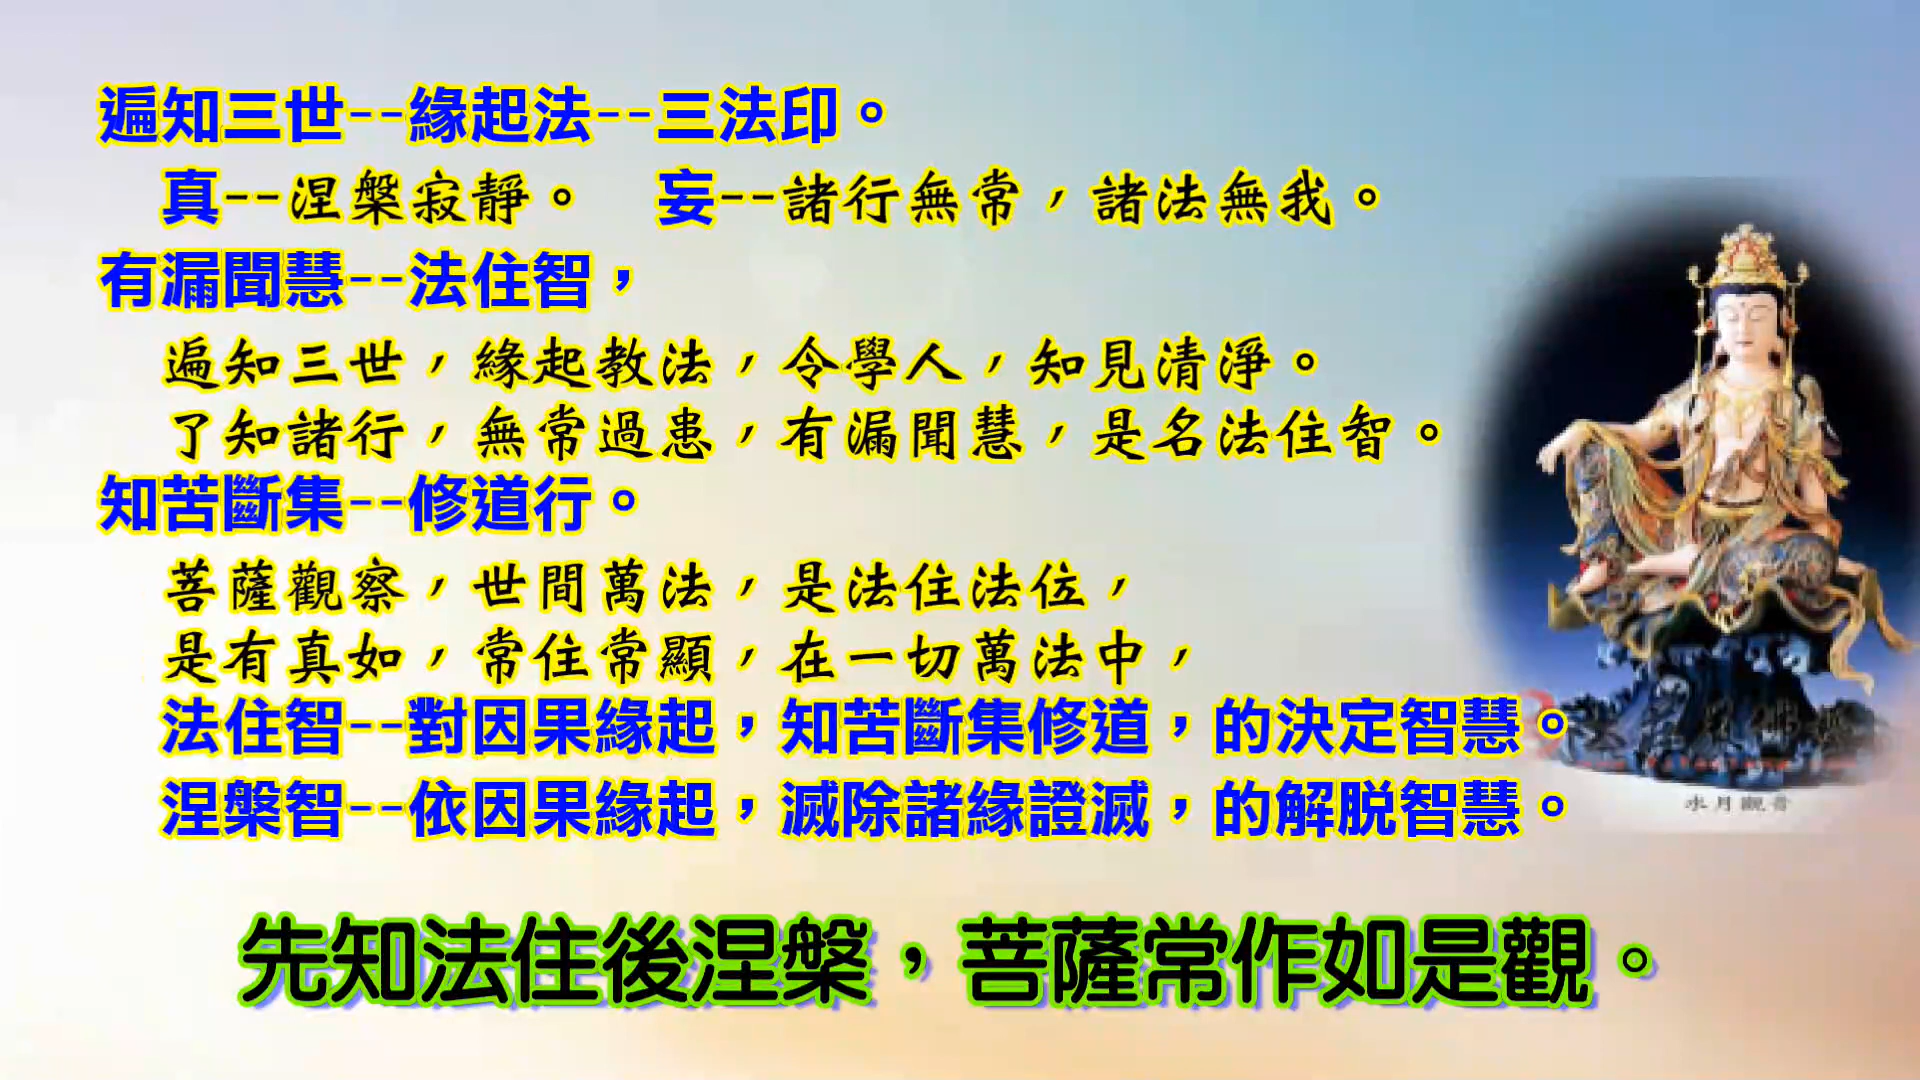 遍知三世--緣起法--三法印。
真--涅槃寂靜。　妄--諸行無常，諸法無我。
有漏聞慧--法住智，
遍知三世，緣起教法，令學人，知見清淨。
了知諸行，無常過患，有漏聞慧，是名法住智。
知苦斷集--修道行。
菩薩觀察，世間萬法，是法住法位，
是有真如，常住常顯，在一切萬法中，
法住智--對因果緣起，知苦斷集修道，的決定智慧。
涅槃智--依因果緣起，滅除諸緣證滅，的解脫智慧。
水月觀音
先知法住後涅槃，菩薩常作如是觀。